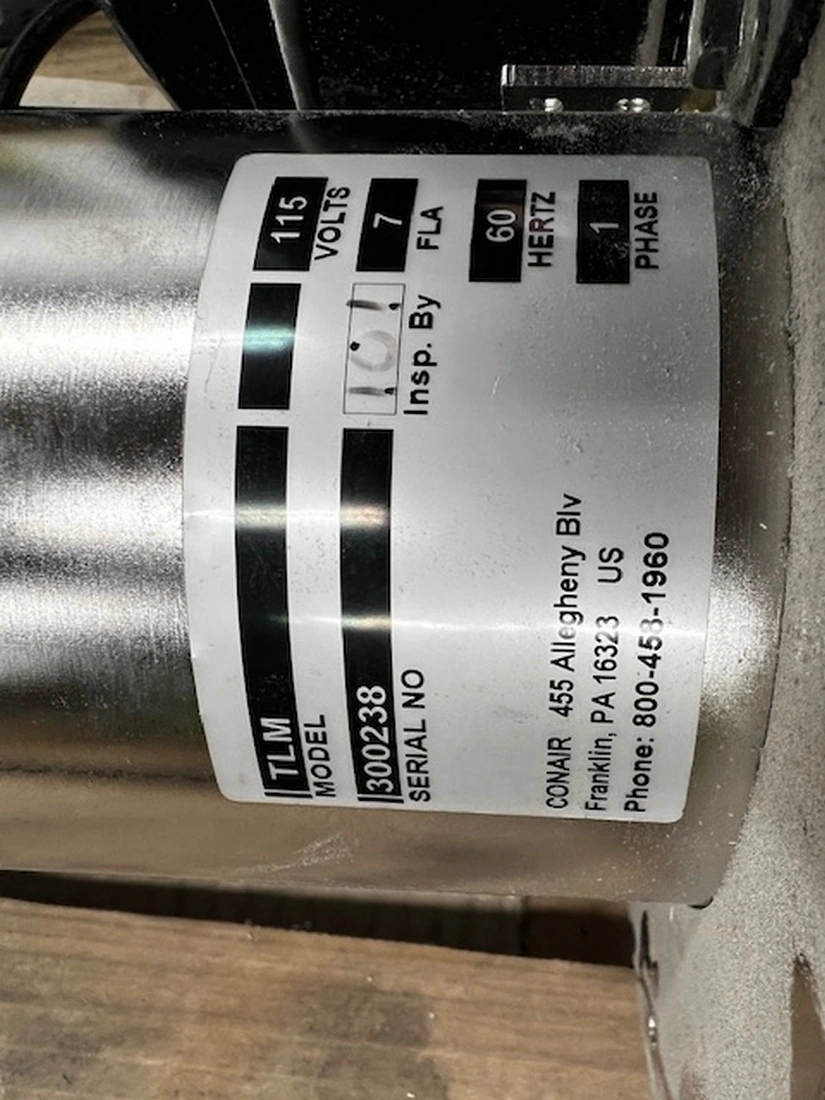 TLM
115
MODEL
VOLTS
300238
101
7
SERIAL NO
Insp. By
FLA
60
HERTZ
CONAIR 455 Allegheny Blv
1
Franklin, PA 16323 US
PHASE
Phone: 800-458-1960